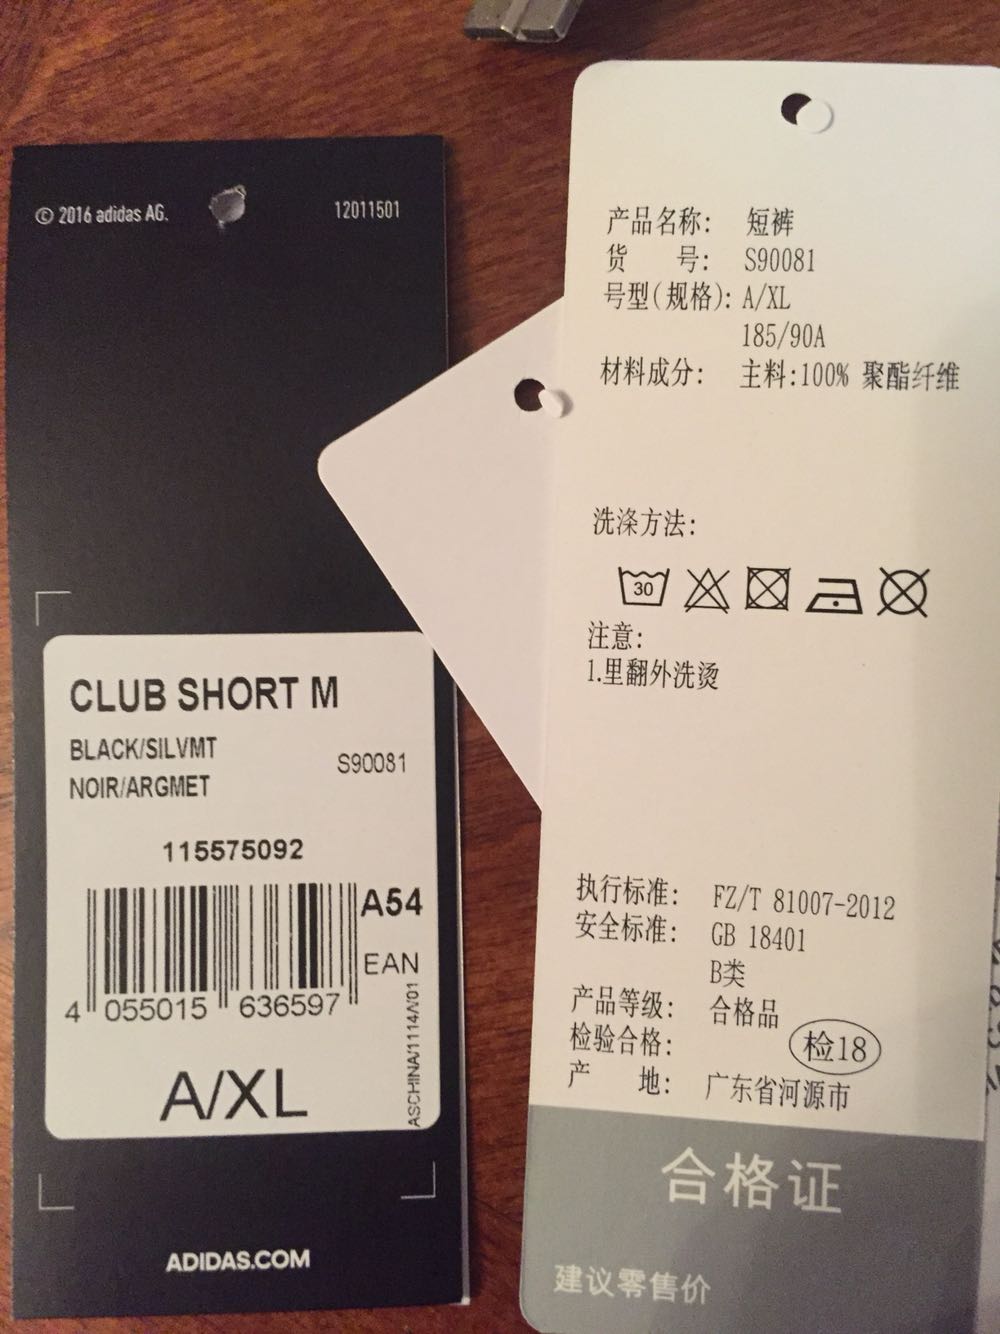 © 2016 adidas AG.
12011501
CLUB SHORT M
BLACK/SILVMT
NOIR/ARGMET
S90081
115575092
A54
EAN
4 055015 636597
ASCHINA/1114A/01
A/XL
ADIDAS.COM
产品名称: 短裤
货 号: S90081
号型(规格): A/XL
185/90A
材料成分: 主料:100% 聚酯纤维
洗涤方法:
30
注意:
1.里翻外洗烫
执行标准: FZ/T 81007-2012
安全标准: GB 18401
B类
产品等级: 合格品
检验合格: 检18
产 地: 广东省河源市
合格证
建议零售价